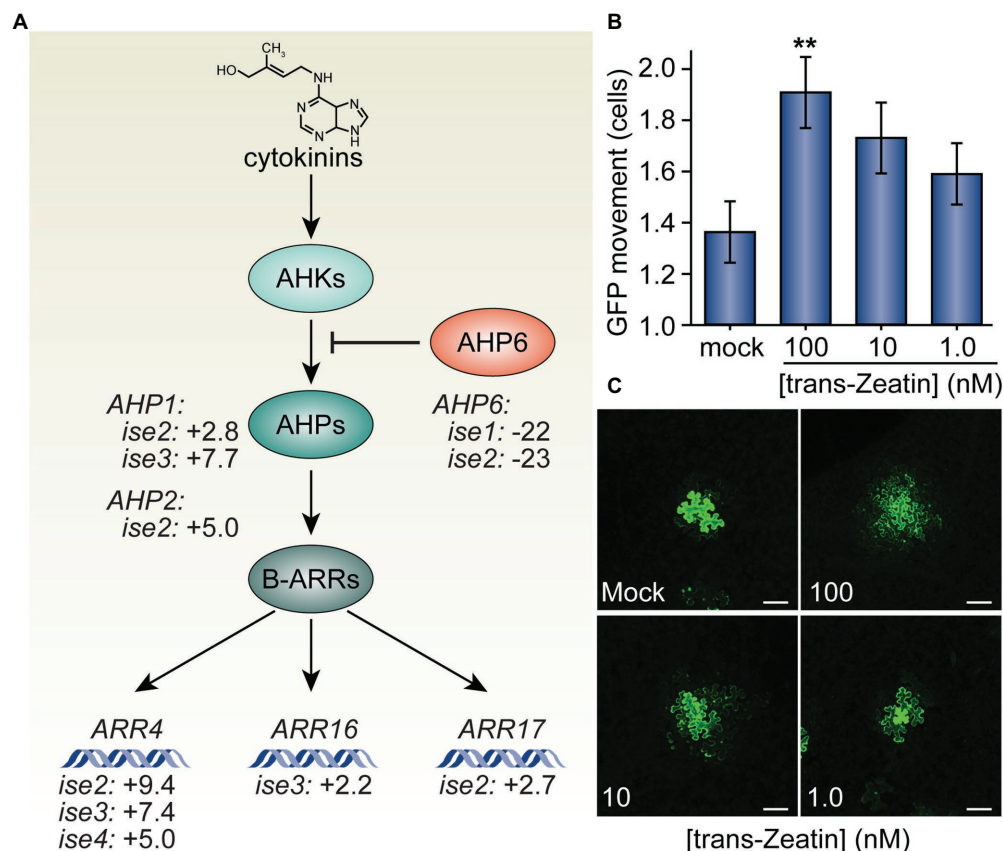 A
HO
CH3
NH
N
N
N
N
H
cytokinins
AHKs
AHP6
AHP1:
ise2: +2.8
ise3: +7.7
AHPs
AHP6:
ise1: -22
ise2: -23
AHP2:
ise2: +5.0
B-ARRs
ARR4
ise2: +9.4
ise3: +7.4
ise4: +5.0
ARR16
ise3: +2.2
ARR17
ise2: +2.7
B
GFP movement (cells)
2.0
1.8
1.6
1.4
1.2
1.0
**
mock 100 10 1.0
[trans-Zeatin] (nM)
C
Mock
100
10
1.0
[trans-Zeatin] (nM)